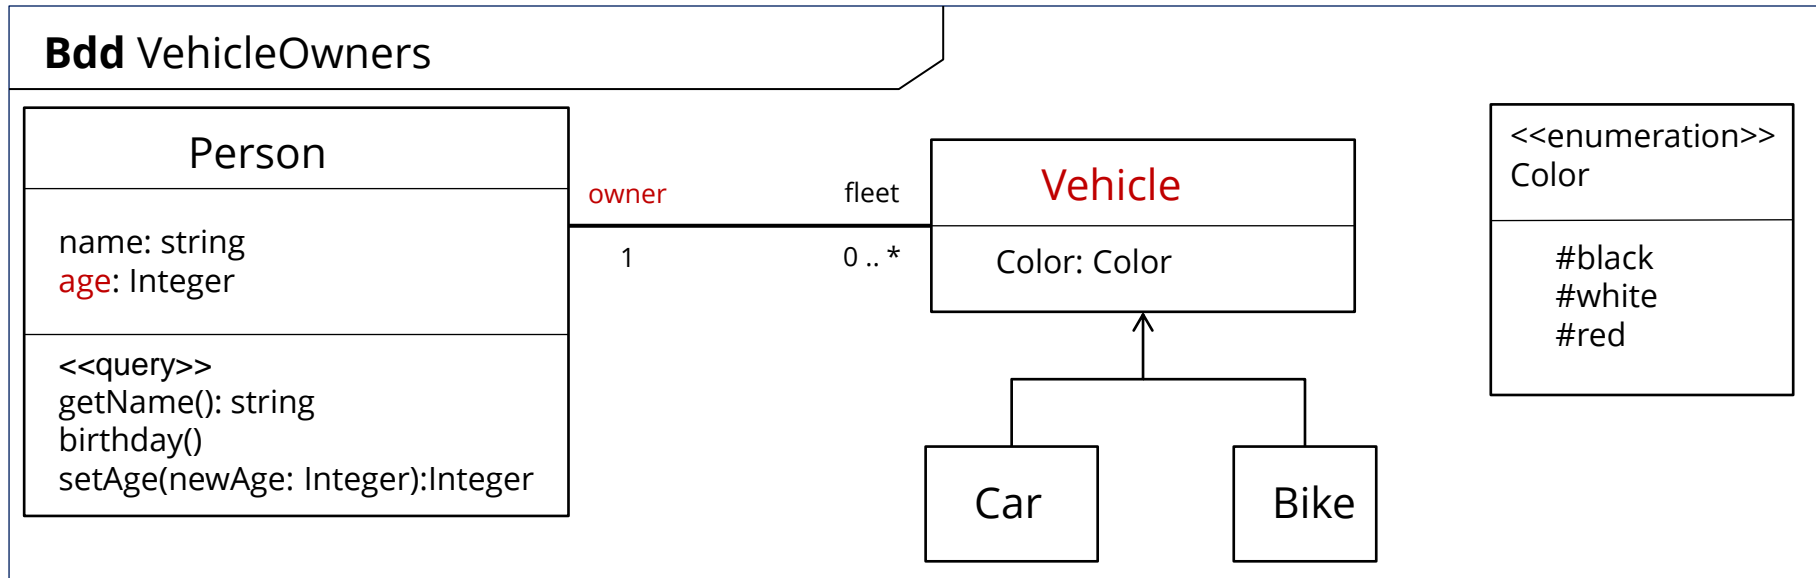 Bdd VehicleOwners
Person
name: string
age: Integer
<<query>>
getName(): string
birthday()
setAge(newAge: Integer):Integer
owner
fleet
1
0 .. *
Vehicle
Color: Color
Car
Bike
<<enumeration>>
Color
#black
#white
#red